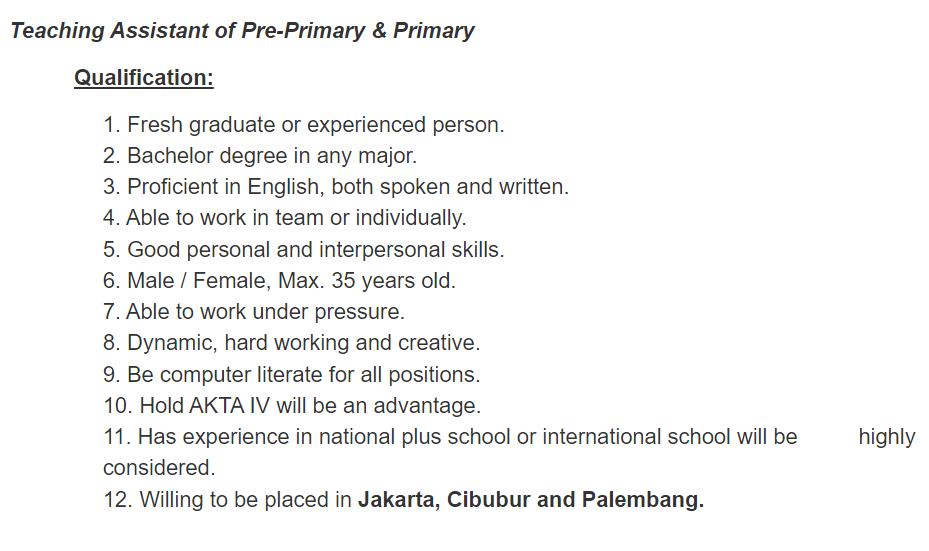 Teaching Assistant of Pre-Primary & Primary
Qualification:
1. Fresh graduate or experienced person.
2. Bachelor degree in any major.
3. Proficient in English, both spoken and written.
4. Able to work in team or individually.
5. Good personal and interpersonal skills.
6. Male / Female, Max. 35 years old.
7. Able to work under pressure.
8. Dynamic, hard working and creative.
9. Be computer literate for all positions.
10. Hold AKTA IV will be an advantage.
11. Has experience in national plus school or international school will be highly
considered.
12. Willing to be placed in Jakarta, Cibubur and Palembang.